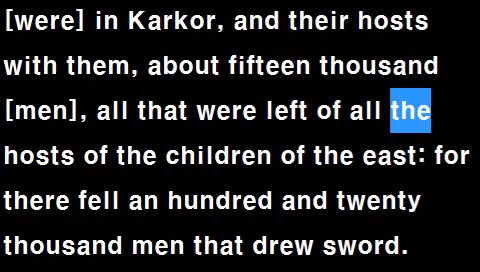 [were] in Karkor, and their hosts
with them, about fifteen thousand
[men], all that were left of all the
hosts of the children of the east: for
there fell an hundred and twenty
thousand men that drew sword.